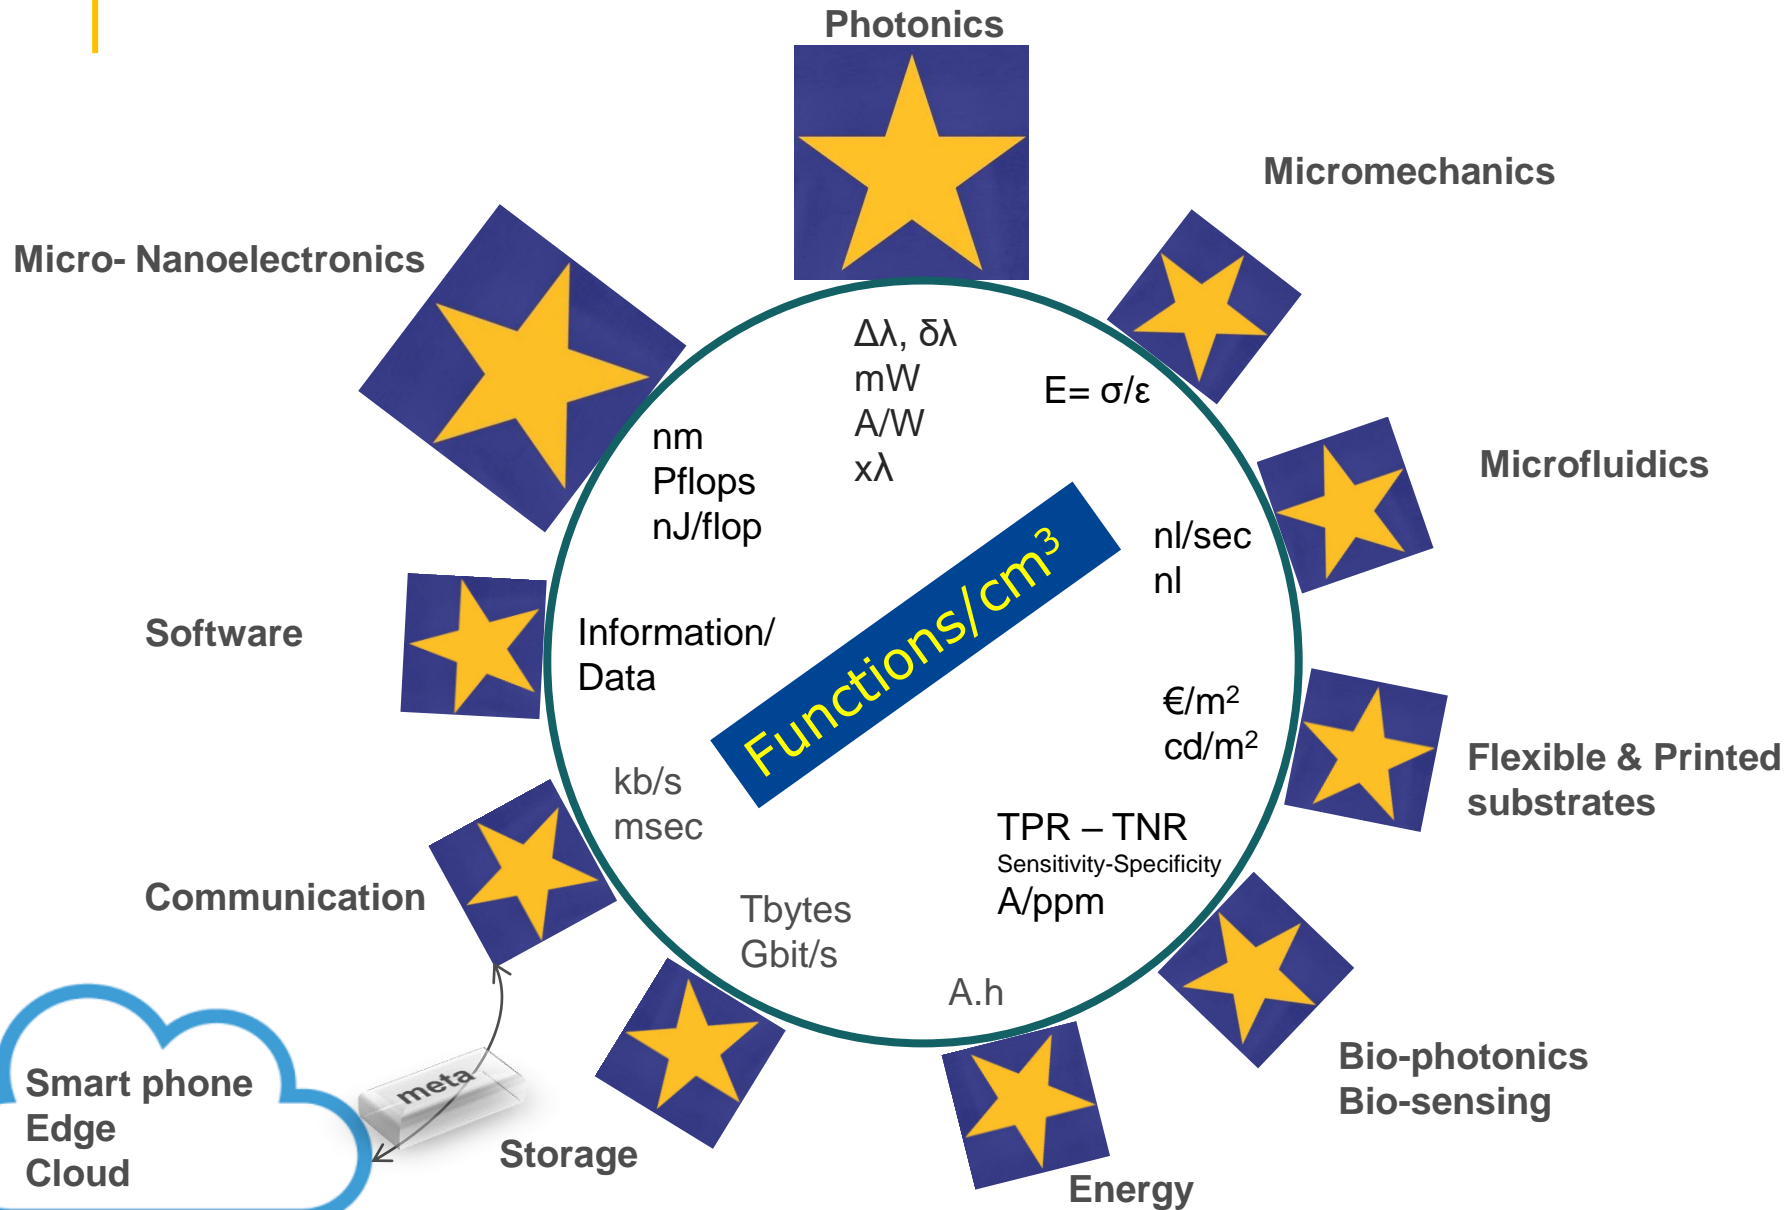 Photonics
Micromechanics
Micro- Nanoelectronics
Δλ, δλ
mW
A/W
xλ
E= σ/ε
nm
Pflops
nJ/flop
Microfluidics
nl/sec
nl
Functions/cm³
Software
Information/
Data
€/m²
cd/m²
Flexible & Printed
substrates
kb/s
msec
TPR – TNR
Sensitivity-Specificity
A/ppm
Communication
Tbytes
Gbit/s
A.h
Bio-photonics
Bio-sensing
Smart phone
Edge
Cloud
meta
Storage
Energy